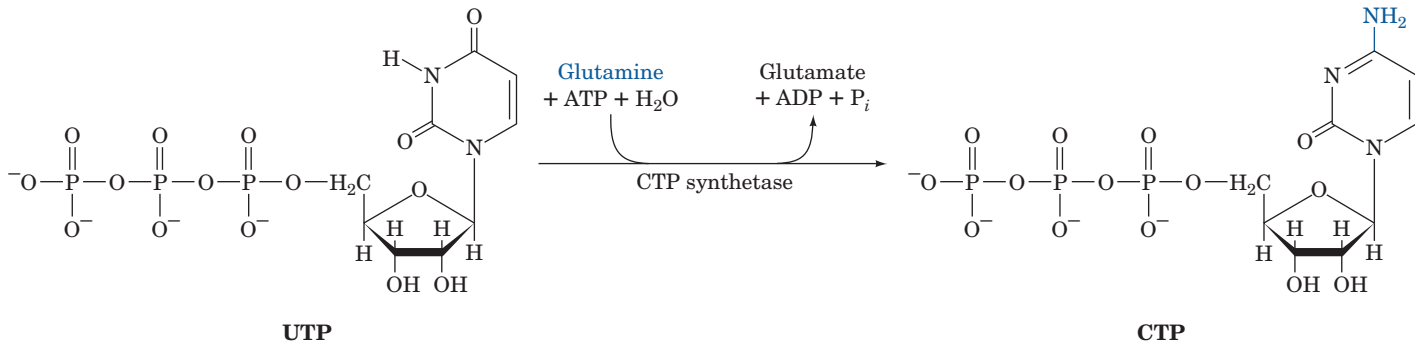 O
H
N
O
N
O O O
⁻O—P—O—P—O—P—O—H₂C
O⁻ O⁻ O⁻
O
H H H H
OH OH
UTP
Glutamine
+ ATP + H₂O
Glutamate
+ ADP + Pᵢ
CTP synthetase
NH₂
N
O
N
O O O
⁻O—P—O—P—O—P—O—H₂C
O⁻ O⁻ O⁻
O
H H H H
OH OH
CTP